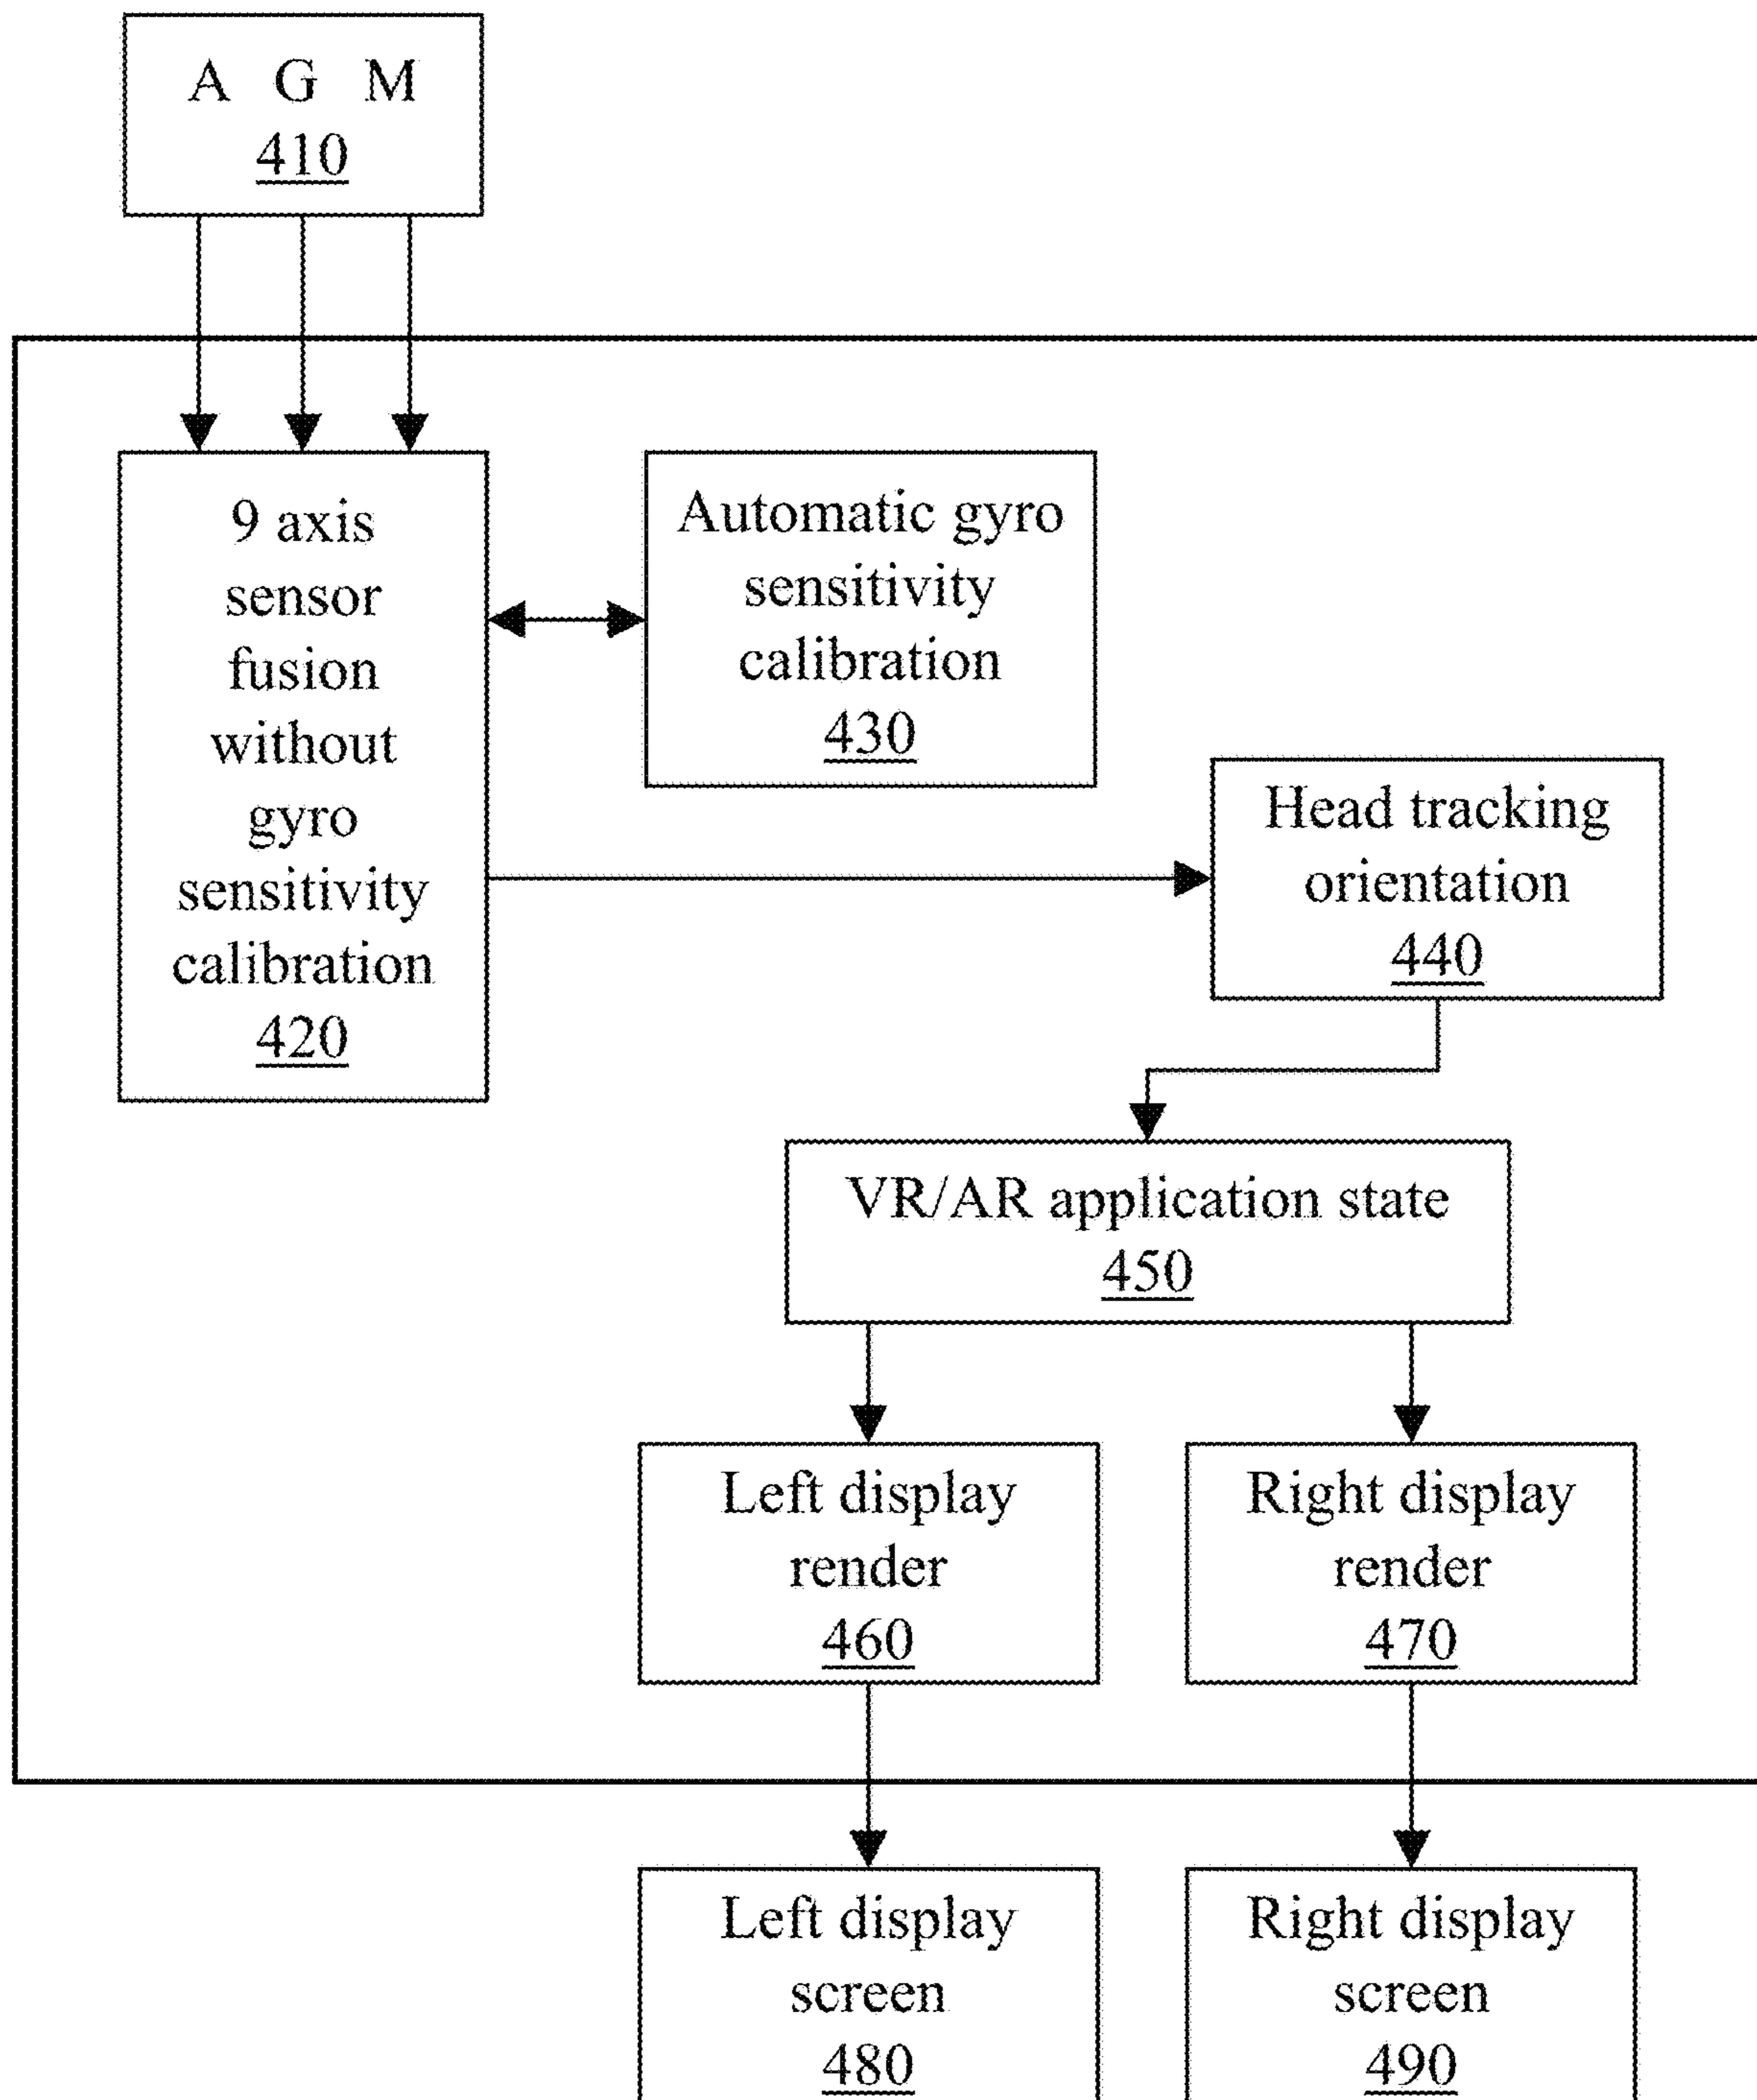 A G M
410
9 axis
sensor
fusion
without
gyro
sensitivity
calibration
420
Automatic gyro
sensitivity
calibration
430
Head tracking
orientation
440
VR/AR application state
450
Left display
render
460
Right display
render
470
Left display
screen
480
Right display
screen
490